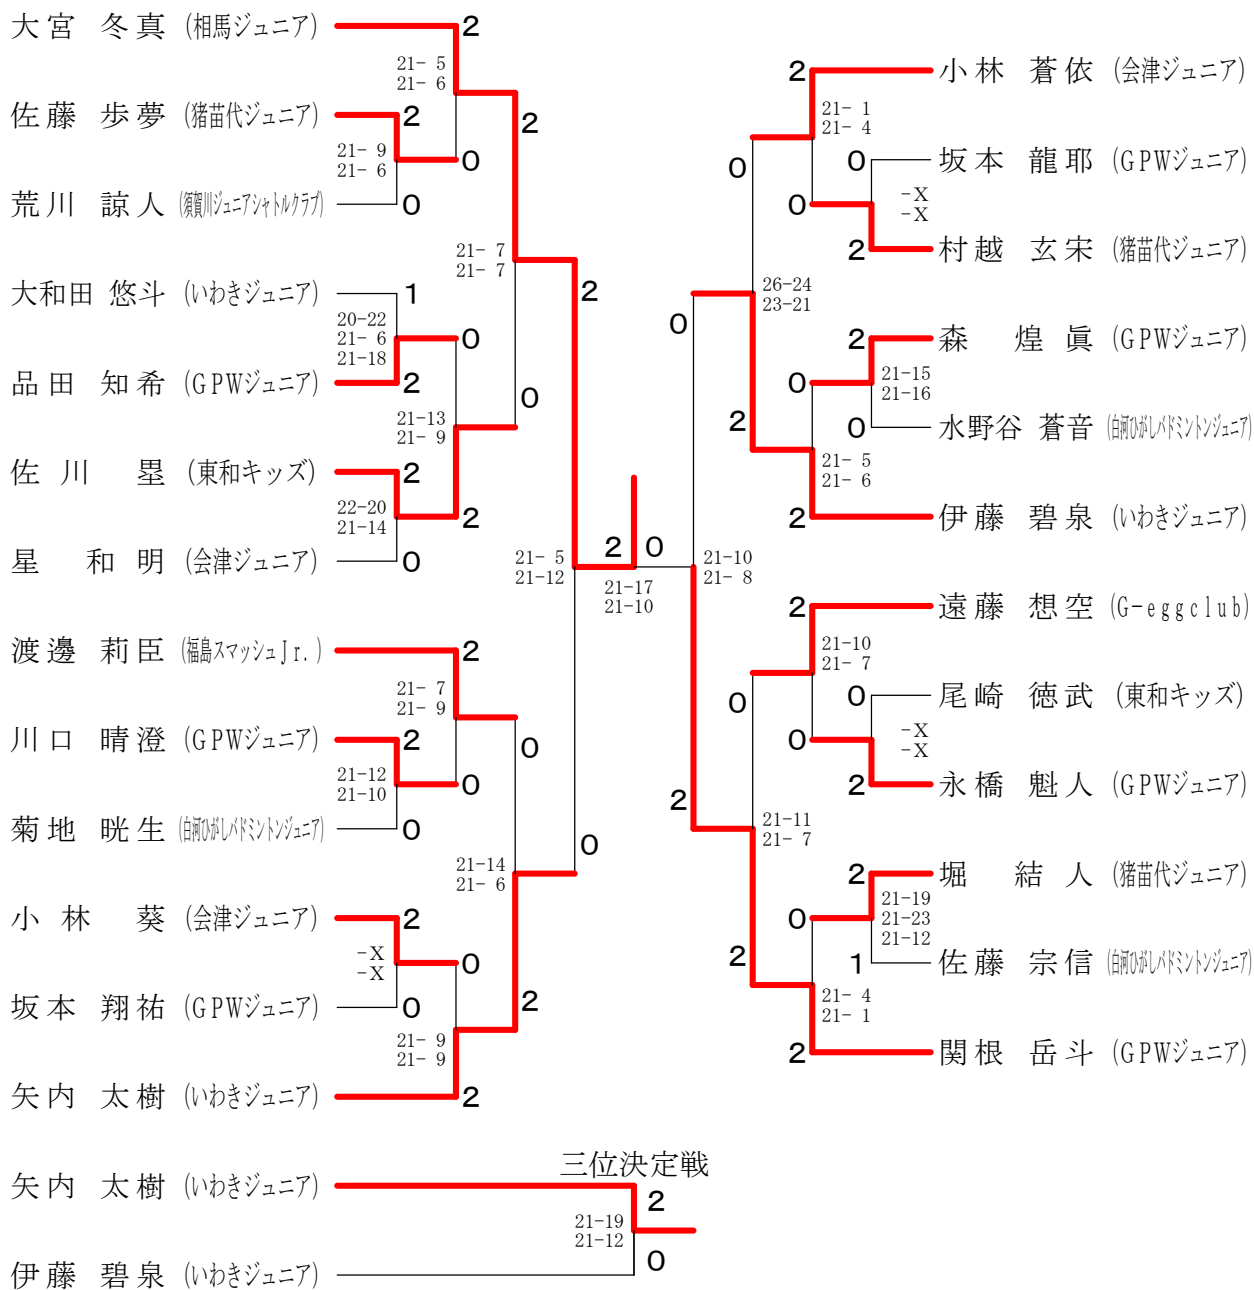 大宮 冬真 (相馬ジュニア) 2
21- 5
21- 6
佐藤 歩夢 (猪苗代ジュニア) 2
2
21- 9
21- 6
0
荒川 諒人 (須賀川ジュニアシャトルクラブ) 0
21- 7
21- 7
大和田 悠斗 (いわきジュニア) 1
2
20-22
21- 6
21-18
0
品田 知希 (GPWジュニア) 2
0
21-13
21- 9
佐川 塁 (東和キッズ) 2
22-20
21-14
2
星 和明 (会津ジュニア) 0
21- 5
21-12
渡邊 莉臣 (福島スマッシュJr.) 2
21- 7
21- 9
川口 晴澄 (GPWジュニア) 2
0
21-12
21-10
0
菊地 晄生 (白河ひがしバドミントンジュニア) 0
0
21-14
21- 6
小林 葵 (会津ジュニア) 2
-X
-X
0
坂本 翔祐 (GPWジュニア) 0
2
21- 9
21- 9
矢内 太樹 (いわきジュニア) 2
2 0
21-17
21-10
2 小林 蒼依 (会津ジュニア)
21- 1
21- 4
0
0 坂本 龍耶 (GPWジュニア)
-X
-X
0
2 村越 玄宋 (猪苗代ジュニア)
26-24
23-21
0
2 森 煌眞 (GPWジュニア)
21-15
21-16
0
2
0 水野谷 蒼音 (白河ひがしバドミントンジュニア)
21- 5
21- 6
2 伊藤 碧泉 (いわきジュニア)
21-10
21- 8
2 遠藤 想空 (G-eggclub)
21-10
21- 7
0
0 尾崎 徳武 (東和キッズ)
-X
-X
0
2 永橋 魁人 (GPWジュニア)
2
21-11
21- 7
2 堀 結人 (猪苗代ジュニア)
21-19
21-23
21-12
0
2
1 佐藤 宗信 (白河ひがしバドミントンジュニア)
21- 4
21- 1
2 関根 岳斗 (GPWジュニア)
三位決定戦
矢内 太樹 (いわきジュニア) 2
21-19
21-12
伊藤 碧泉 (いわきジュニア) 0